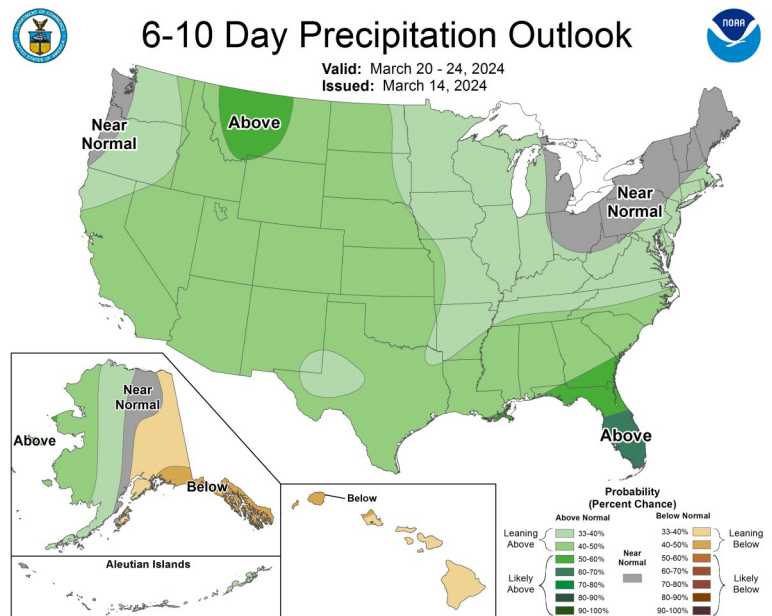 6-10 Day Precipitation Outlook
NOAA
Valid: March 20 - 24, 2024
Issued: March 14, 2024
Near
Normal
Above
Near
Normal
Near
Normal
Above
Below
Above
Aleutian Islands
Below
Probability
(Percent Chance)
Above Normal
Below Normal
Leaning
Above
33-40%
40-50%
Likely
Above
50-60%
60-70%
70-80%
80-90%
90-100%
Near
Normal
33-40%
40-50%
Leaning
Below
50-60%
60-70%
70-80%
80-90%
90-100%
Likely
Below